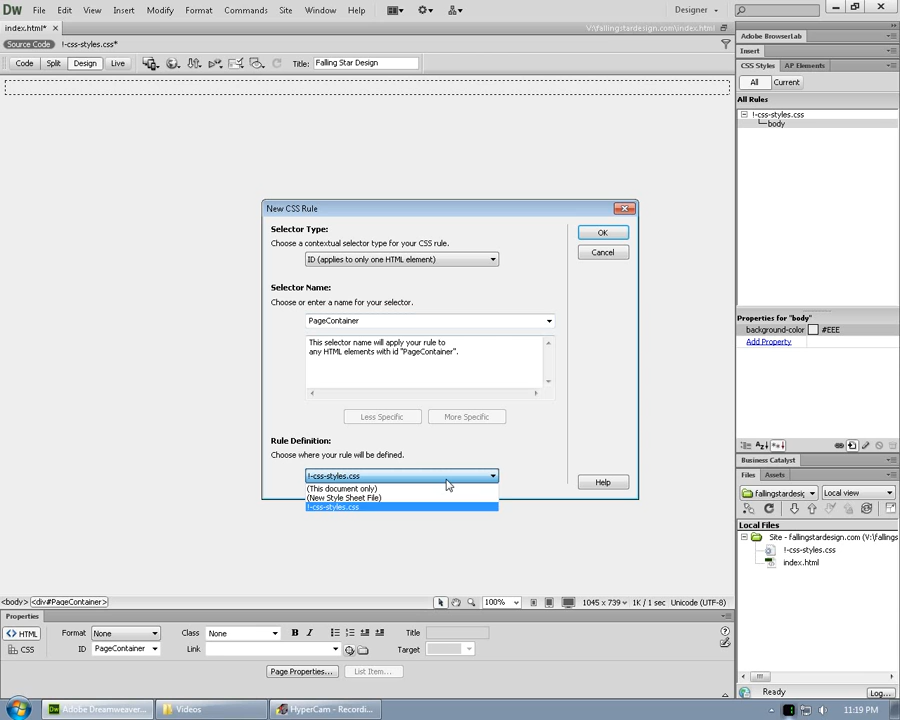 Dw File Edit View Insert Modify Format Commands Site Window Help Designer
index.html*
V:\fallingstardesign.com\index.html
Source Code !-css-styles.css*
Code Split Design Live Title: Falling Star Design
Adobe BrowserLab
Insert
CSS Styles AP Elements
All Current
All Rules
!-css-styles.css
body
New CSS Rule
Selector Type:
Choose a contextual selector type for your CSS rule.
ID (applies to only one HTML element)
Selector Name:
Choose or enter a name for your selector.
PageContainer
This selector name will apply your rule to
any HTML elements with id "PageContainer".
Less Specific More Specific
Rule Definition:
Choose where your rule will be defined.
!-css-styles.css
(This document only)
(New Style Sheet File)
!-css-styles.css
OK
Cancel
Help
Properties for "body"
background-color #EEE
Add Property
Business Catalyst
Files Assets
fallingstardesign Local view
Local Files
Site - fallingstardesign.com (V:\fallings
!-css-styles.css
index.html
<body> <div#PageContainer>
100% 1045 x 739 1K / 1 sec Unicode (UTF-8)
Properties
HTML Format None Class None B I Title
CSS ID PageContainer Link Target
Page Properties... List Item...
Ready Log...
Adobe Dreamweaver... Videos HyperCam - Recordi... 11:19 PM